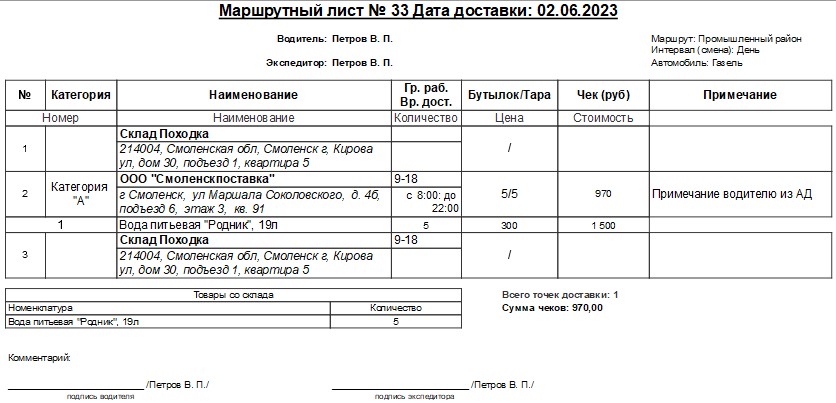 Маршрутный лист № 33 Дата доставки: 02.06.2023
Водитель: Петров В. П.
Маршрут: Промышленный район
Интервал (смена): День
Экспедитор: Петров В. П.
Автомобиль: Газель
№ Категория Наименование Гр. раб. Вр. дост. Бутылок/Тара Чек (руб) Примечание
Номер Наименование Количество Цена Стоимость
1 Склад Походка /
214004, Смоленская обл, Смоленск г, Кирова
ул, дом 30, подъезд 1, квартира 5
2 Категория "А" ООО "Смоленскпоставка" 9-18 5/5 970 Примечание водителю из АД
г Смоленск, ул Маршала Соколовского, д. 4б, с 8:00: до
подъезд 6, этаж 3, кв. 91 22:00
1 Вода питьевая "Родник", 19л 5 300 1 500
3 Склад Походка 9-18 /
214004, Смоленская обл, Смоленск г, Кирова
ул, дом 30, подъезд 1, квартира 5
Товары со склада
Номенклатура Количество
Вода питьевая "Родник", 19л 5
Всего точек доставки: 1
Сумма чеков: 970,00
Комментарий:
/Петров В. П./ /Петров В. П./
подпись водителя подпись экспедитора